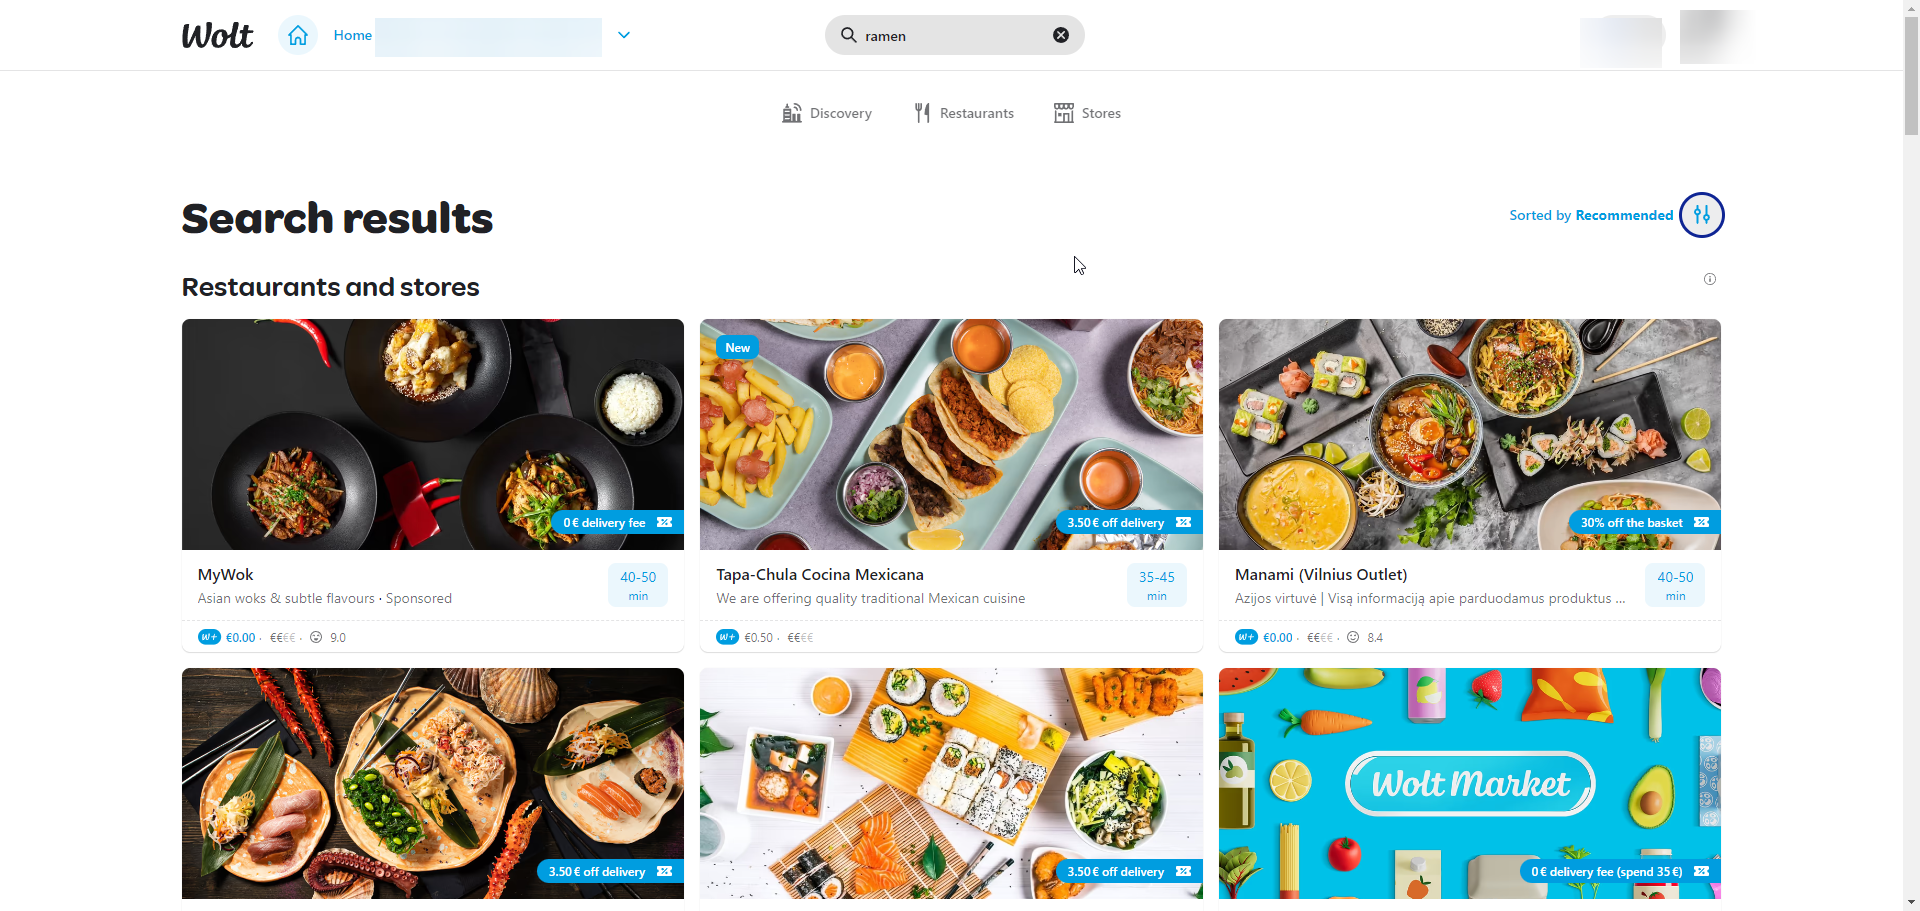 Wolt
Home
ramen
Discovery
Restaurants
Stores
Search results
Sorted by Recommended
Restaurants and stores
0 € delivery fee
MyWok
40-50
min
Asian woks & subtle flavours · Sponsored
W+ €0.00 · €€€€ · 9.0
New
3.50 € off delivery
Tapa-Chula Cocina Mexicana
35-45
min
We are offering quality traditional Mexican cuisine
W+ €0.50 · €€€€
30% off the basket
Manami (Vilnius Outlet)
40-50
min
Azijos virtuvė | Visą informaciją apie parduodamus produktus ...
W+ €0.00 · €€€€ · 8.4
3.50 € off delivery
3.50 € off delivery
Wolt Market
0 € delivery fee (spend 35 €)